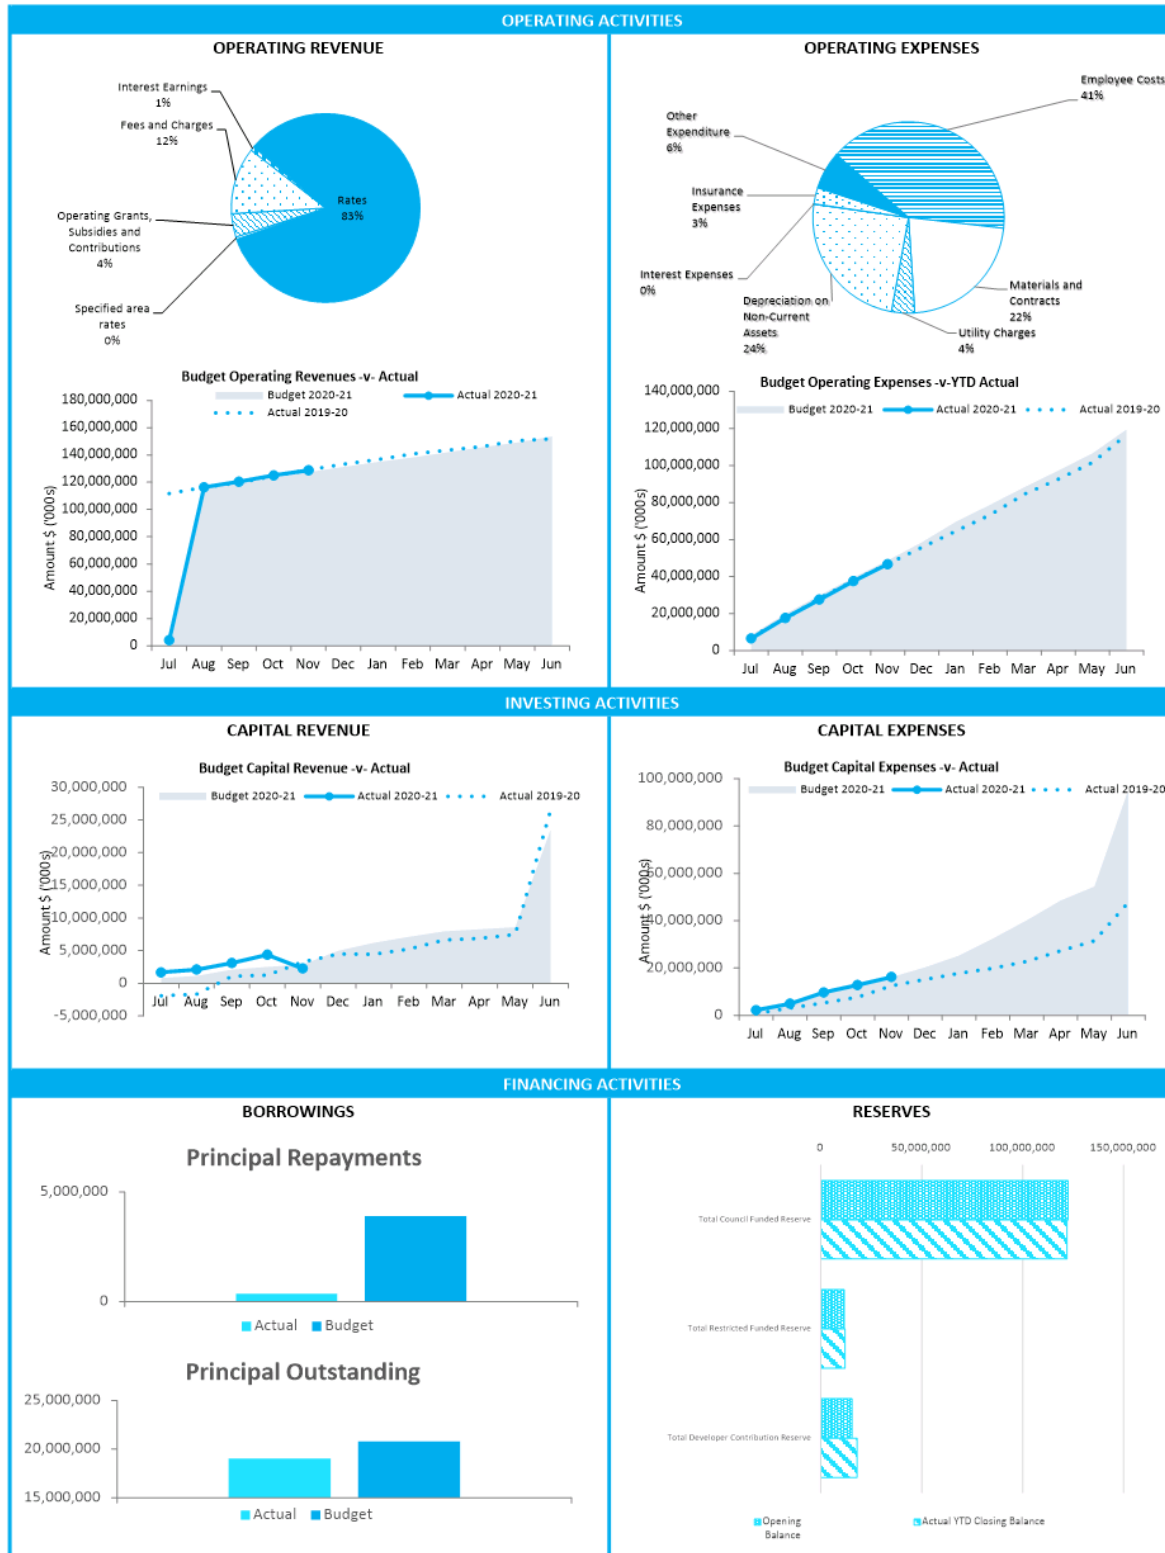 OPERATING ACTIVITIES
OPERATING REVENUE
Interest Earnings
1%
Fees and Charges
12%
Rates
83%
Operating Grants,
Subsidies and
Contributions
4%
Specified area
rates
0%
Budget Operating Revenues -v- Actual
Budget 2020-21
Actual 2020-21
Actual 2019-20
Amount $ ('000s)
180,000,000
160,000,000
140,000,000
120,000,000
100,000,000
80,000,000
60,000,000
40,000,000
20,000,000
0
Jul Aug Sep Oct Nov Dec Jan Feb Mar Apr May Jun
OPERATING EXPENSES
Employee Costs
41%
Other
Expenditure
6%
Insurance
Expenses
3%
Interest Expenses
0%
Depreciation on
Non-Current
Assets
24%
Materials and
Contracts
22%
Utility Charges
4%
Budget Operating Expenses -v-YTD Actual
Budget 2020-21
Actual 2020-21
Actual 2019-20
Amount $ ('000s)
140,000,000
120,000,000
100,000,000
80,000,000
60,000,000
40,000,000
20,000,000
0
Jul Aug Sep Oct Nov Dec Jan Feb Mar Apr May Jun
INVESTING ACTIVITIES
CAPITAL REVENUE
Budget Capital Revenue -v- Actual
Budget 2020-21
Actual 2020-21
Actual 2019-20
Amount $ ('000s)
30,000,000
25,000,000
20,000,000
15,000,000
10,000,000
5,000,000
0
-5,000,000
Jul Aug Sep Oct Nov Dec Jan Feb Mar Apr May Jun
CAPITAL EXPENSES
Budget Capital Expenses -v- Actual
Budget 2020-21
Actual 2020-21
Actual 2019-20
Amount $ ('000s)
100,000,000
80,000,000
60,000,000
40,000,000
20,000,000
0
Jul Aug Sep Oct Nov Dec Jan Feb Mar Apr May Jun
FINANCING ACTIVITIES
BORROWINGS
Principal Repayments
5,000,000
0
Actual Budget
Principal Outstanding
25,000,000
20,000,000
15,000,000
Actual Budget
RESERVES
0 50,000,000 100,000,000 150,000,000
Total Council Funded Reserve
Total Restricted Funded Reserve
Total Developer Contribution Reserve
Opening
Balance
Actual YTD Closing Balance